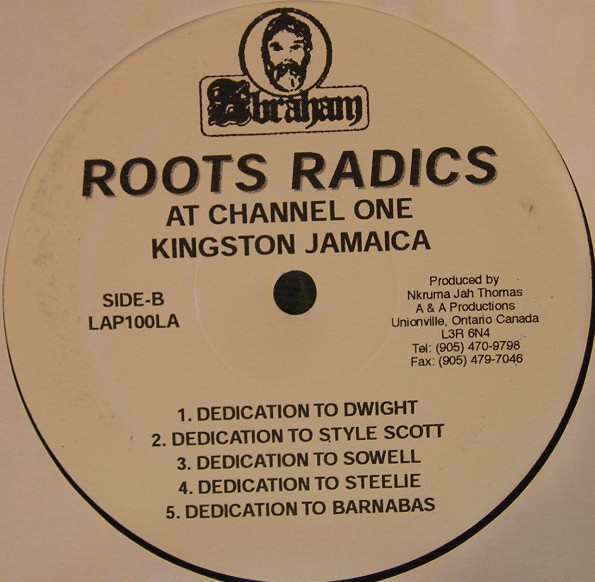 Abraham
ROOTS RADICS
AT CHANNEL ONE
KINGSTON JAMAICA
SIDE-B
LAP100LA
Produced by
Nkruma Jah Thomas
A & A Productions
Unionville, Ontario Canada
L3R 6N4
Tel: (905) 470-9798
Fax: (905) 479-7046
1. DEDICATION TO DWIGHT
2. DEDICATION TO STYLE SCOTT
3. DEDICATION TO SOWELL
4. DEDICATION TO STEELIE
5. DEDICATION TO BARNABAS